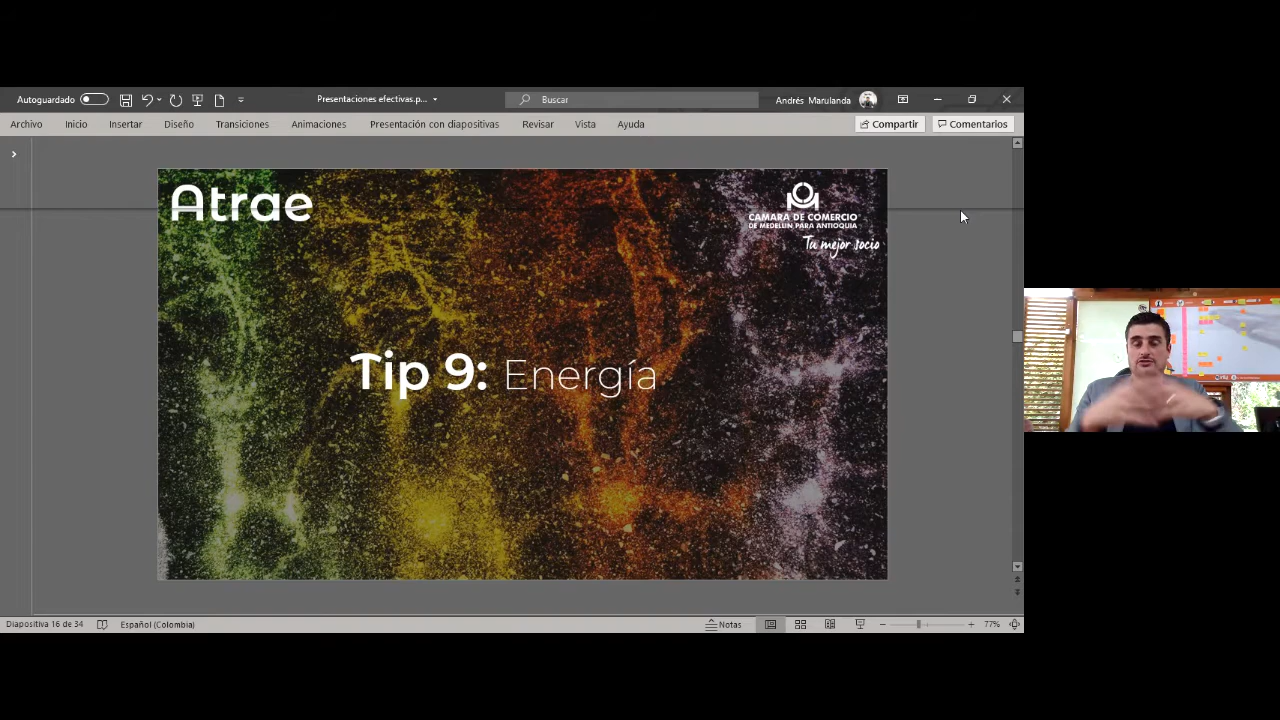 Autoguardado
Presentaciones efectivas.p...
Buscar
Andrés Marulanda
Archivo Inicio Insertar Diseño Transiciones Animaciones Presentación con diapositivas Revisar Vista Ayuda Compartir Comentarios
Atrae
CAMARA DE COMERCIO
DE MEDELLIN PARA ANTIOQUIA
Tu mejor socio
Tip 9: Energía
Diapositiva 16 de 34 Español (Colombia) Notas 77%